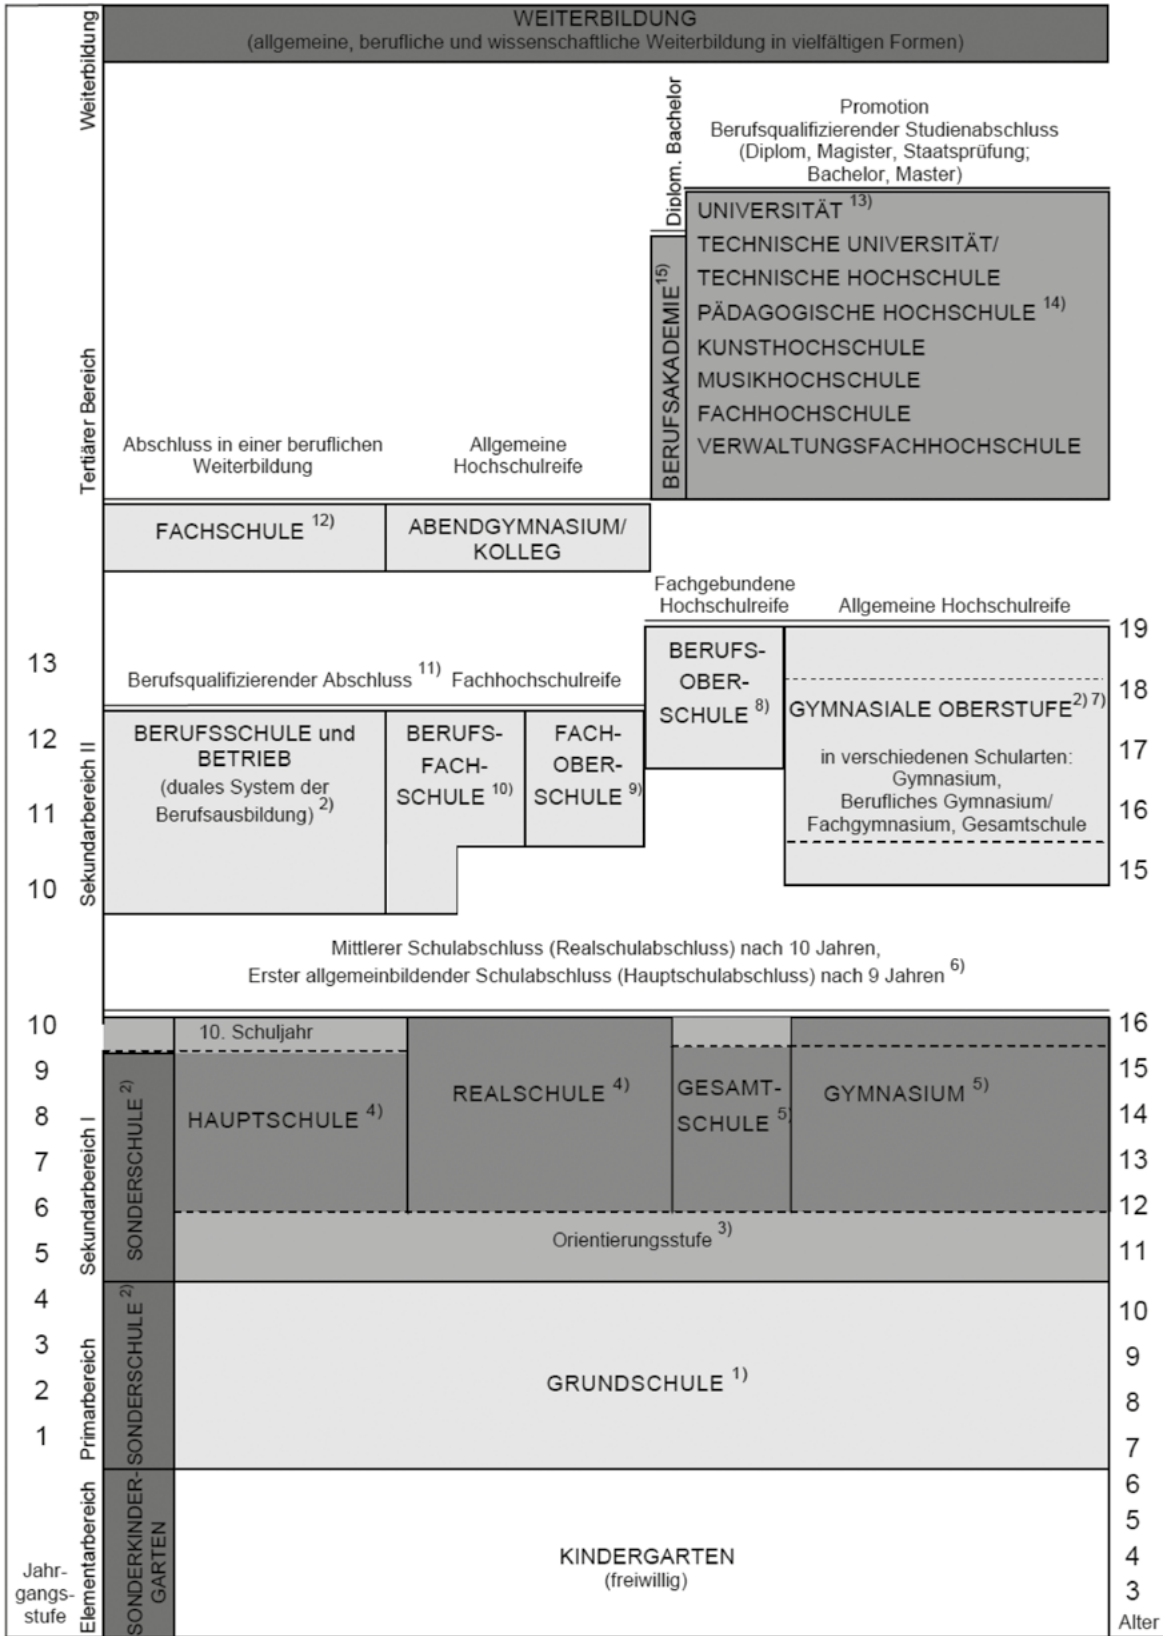 WEITERBILDUNG
(allgemeine, berufliche und wissenschaftliche Weiterbildung in vielfältigen Formen)
Weiterbildung
Diplom. Bachelor
Promotion
Berufsqualifizierender Studienabschluss
(Diplom, Magister, Staatsprüfung;
Bachelor, Master)
Tertiärer Bereich
BERUFSAKADEMIE 15)
UNIVERSITÄT 13)
TECHNISCHE UNIVERSITÄT/
TECHNISCHE HOCHSCHULE
PÄDAGOGISCHE HOCHSCHULE 14)
KUNSTHOCHSCHULE
MUSIKHOCHSCHULE
FACHHOCHSCHULE
VERWALTUNGSFACHHOCHSCHULE
Abschluss in einer beruflichen
Weiterbildung
Allgemeine
Hochschulreife
FACHSCHULE 12)
ABENDGYMNASIUM/
KOLLEG
Fachgebundene
Hochschulreife
Allgemeine Hochschulreife
Berufsqualifizierender Abschluss 11) Fachhochschulreife
13
12
11
10
Sekundarbereich II
BERUFSSCHULE und
BETRIEB
(duales System der
Berufsausbildung) 2)
BERUFS-
FACH-
SCHULE 10)
FACH-
OBER-
SCHULE 9)
BERUFS-
OBER-
SCHULE 8)
GYMNASIALE OBERSTUFE 2) 7)
in verschiedenen Schularten:
Gymnasium,
Berufliches Gymnasium/
Fachgymnasium, Gesamtschule
19
18
17
16
15
Mittlerer Schulabschluss (Realschulabschluss) nach 10 Jahren,
Erster allgemeinbildender Schulabschluss (Hauptschulabschluss) nach 9 Jahren 6)
10
9
8
7
6
5
Sekundarbereich I
SONDERSCHULE 2)
10. Schuljahr
HAUPTSCHULE 4)
REALSCHULE 4)
GESAMT-
SCHULE 5)
GYMNASIUM 5)
Orientierungsstufe 3)
16
15
14
13
12
11
4
3
2
1
Primarbereich
SONDERSCHULE 2)
GRUNDSCHULE 1)
10
9
8
7
Jahr-
gangs-
stufe
Elementarbereich
SONDERKINDER-
GARTEN
KINDERGARTEN
(freiwillig)
6
5
4
3
Alter